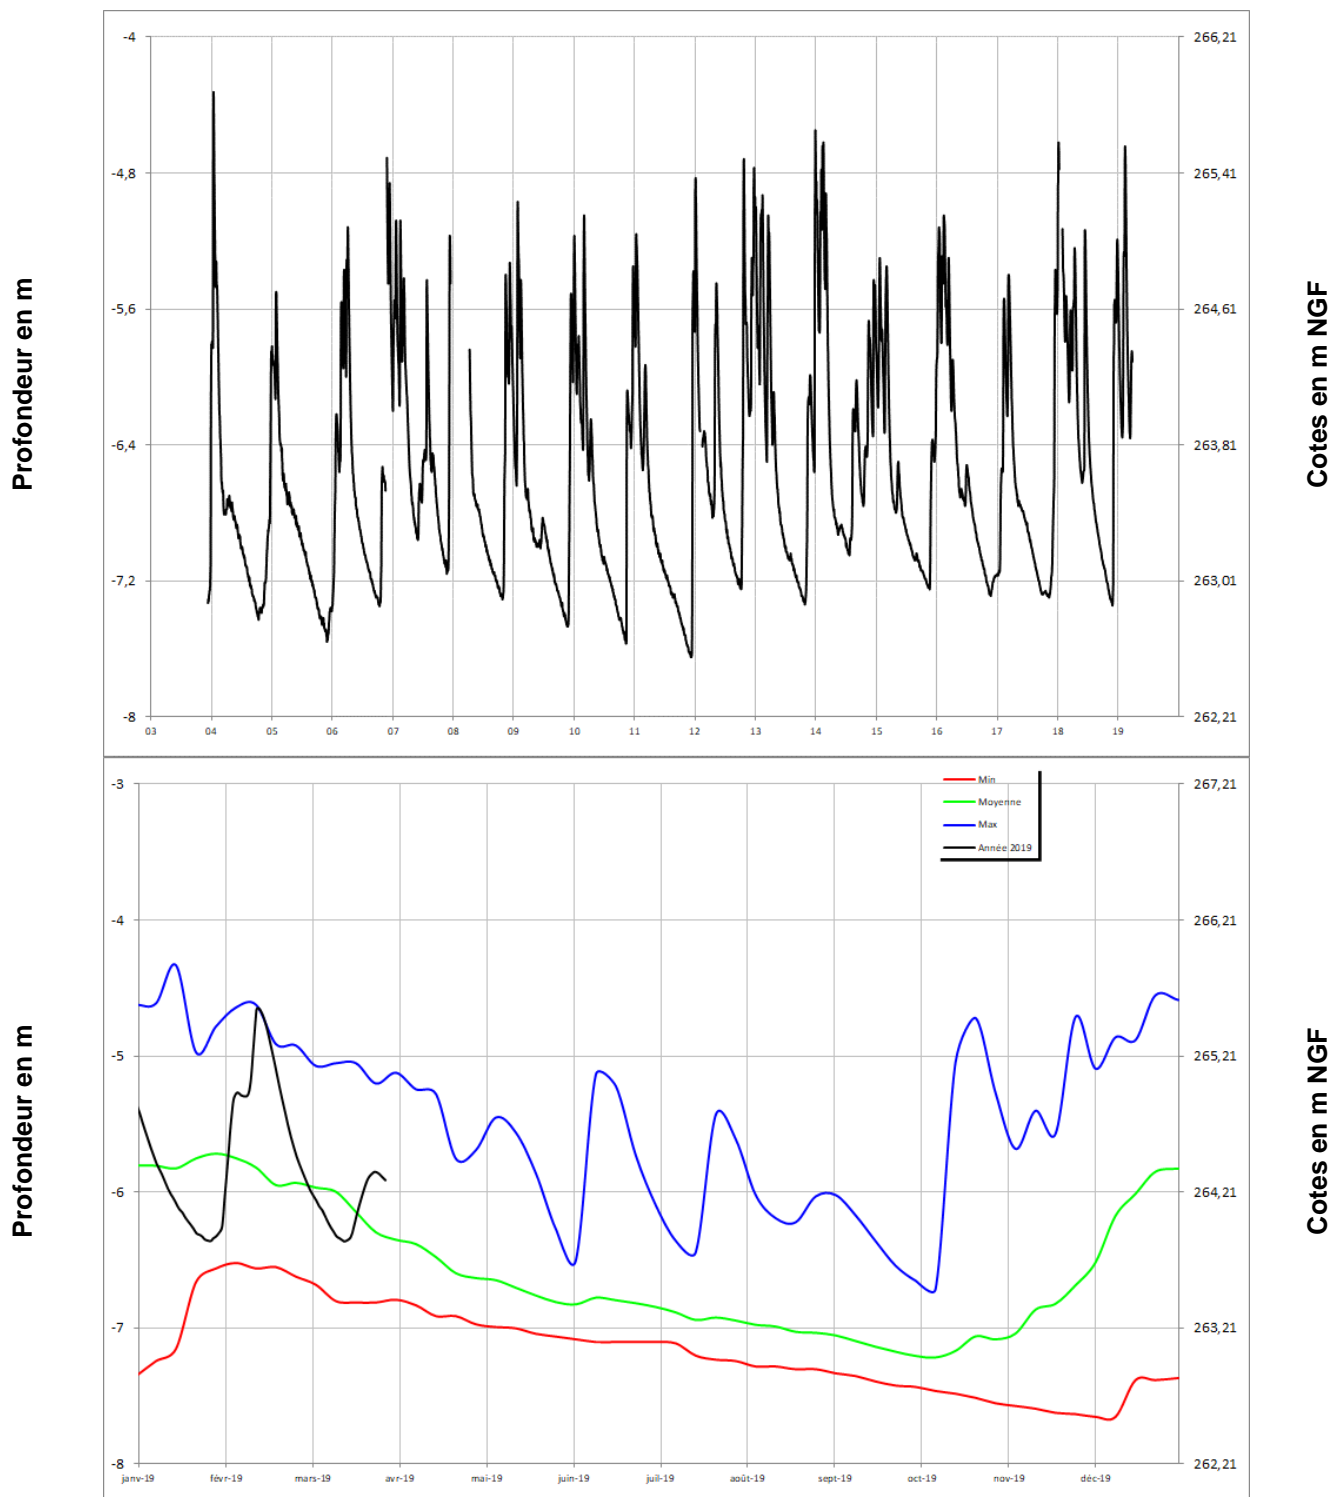 Profondeur en m
-4
-4,8
-5,6
-6,4
-7,2
-8
266,21
265,41
264,61
263,81
263,01
262,21
Cotes en m NGF
03 04 05 06 07 08 09 10 11 12 13 14 15 16 17 18 19
Profondeur en m
-3
-4
-5
-6
-7
-8
Min
Moyenne
Max
Année 2019
267,21
266,21
265,21
264,21
263,21
262,21
Cotes en m NGF
janv-19 févr-19 mars-19 avr-19 mai-19 juin-19 juil-19 août-19 sept-19 oct-19 nov-19 déc-19